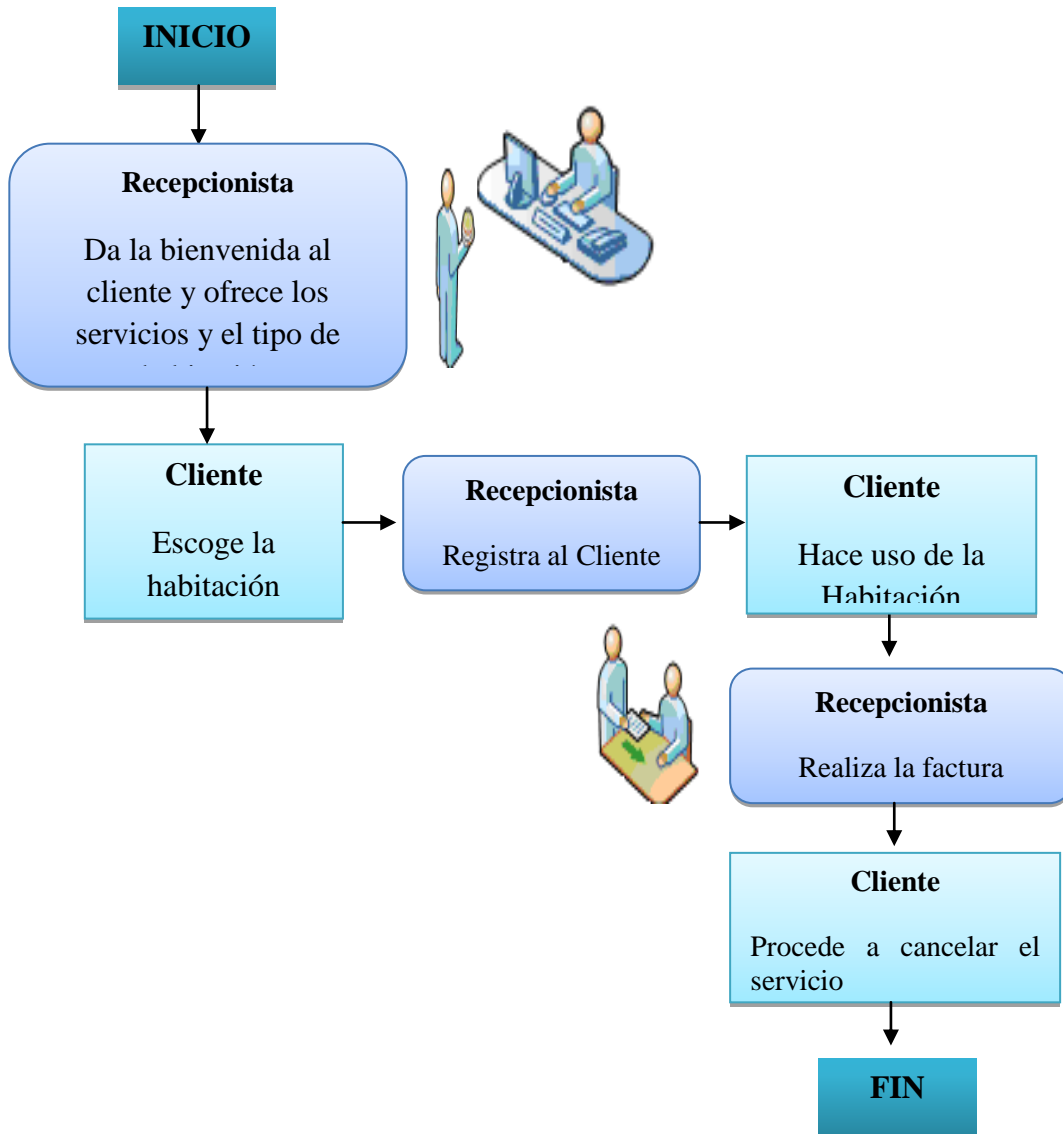 INICIO
Recepcionista
Da la bienvenida al
cliente y ofrece los
servicios y el tipo de
Cliente
Escoge la
habitación
Recepcionista
Registra al Cliente
Cliente
Hace uso de la
Habitación
Recepcionista
Realiza la factura
Cliente
Procede a cancelar el
servicio
FIN